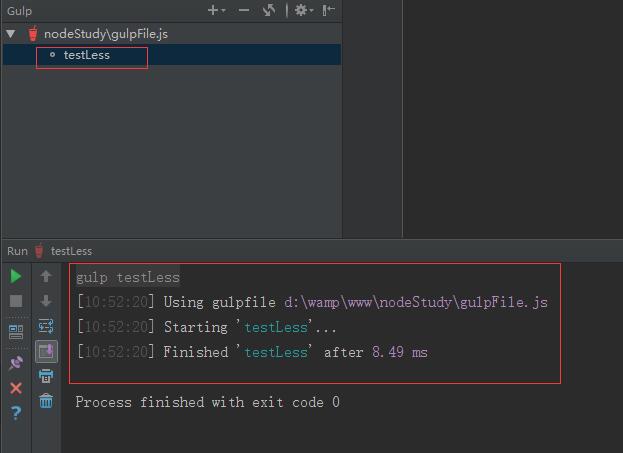 Gulp
nodeStudy\gulpFile.js
testLess
Run testLess
gulp testLess
[10:52:20] Using gulpfile d:\wamp\www\nodeStudy\gulpFile.js
[10:52:20] Starting 'testLess'...
[10:52:20] Finished 'testLess' after 8.49 ms
Process finished with exit code 0